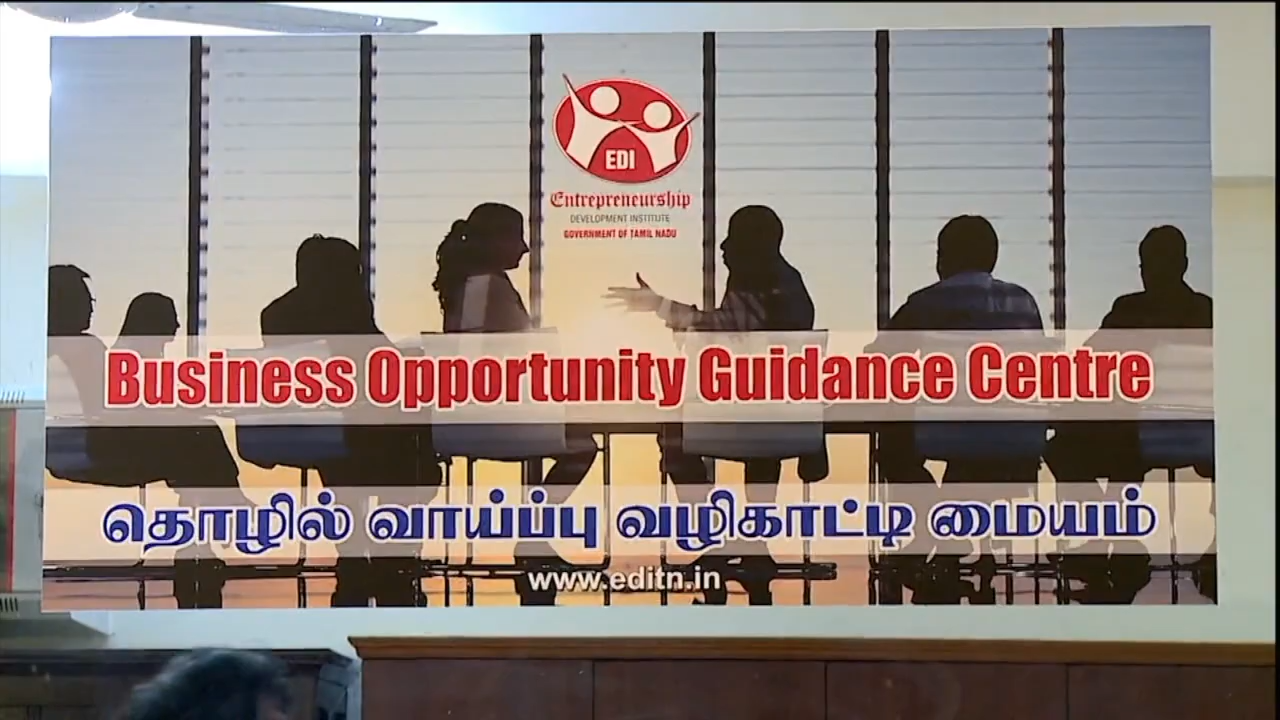 EDI
Entrepreneurship
DEVELOPMENT INSTITUTE
GOVERNMENT OF TAMIL NADU
Business Opportunity Guidance Centre
தொழில் வாய்ப்பு வழிகாட்டி மையம்
www.editn.in